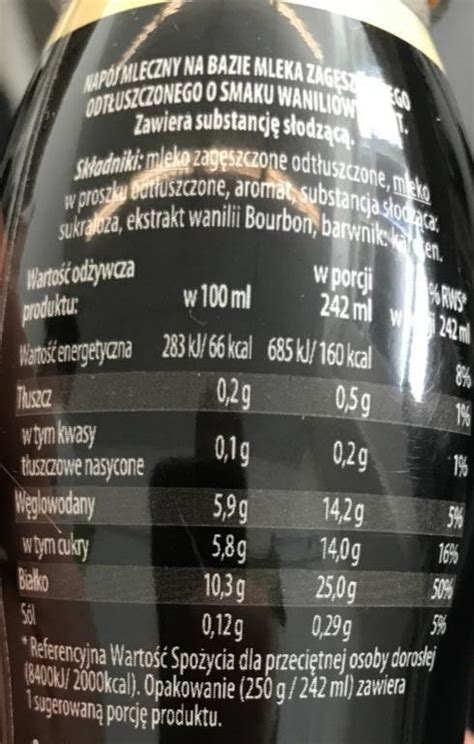 NAPÓJ MLECZNY NA BAZIE MLEKA
ODTŁUSZCZONEGO O SMAKU
Zawiera substancję słodzącą.
Składniki: mleko zagęszczone odtłuszczone, mleko
w proszku odtłuszczone, aromat, substancja słodząca:
sukraloza, ekstrakt wanilii Bourbon, barwnik:
Wartość odżywcza
produktu:
w 100 ml
w porcji
242 ml
% RWS*
242 ml
Wartość energetyczna 283 kJ/ 66 kcal 685 kJ/ 160 kcal 8%
Tłuszcz 0,2 g 0,5 g 1%
w tym kwasy
tłuszczowe nasycone 0,1 g 0,2 g 1%
Węglowodany 5,9 g 14,2 g 5%
w tym cukry 5,8 g 14,0 g 16%
Białko 10,3 g 25,0 g 50%
Sól 0,12 g 0,29 g 5%
* Referencyjna Wartość Spożycia dla przeciętnej osoby dorosłej
(8400kJ/ 2000kcal). Opakowanie (250 g / 242 ml) zawiera
1 sugerowaną porcję produktu.